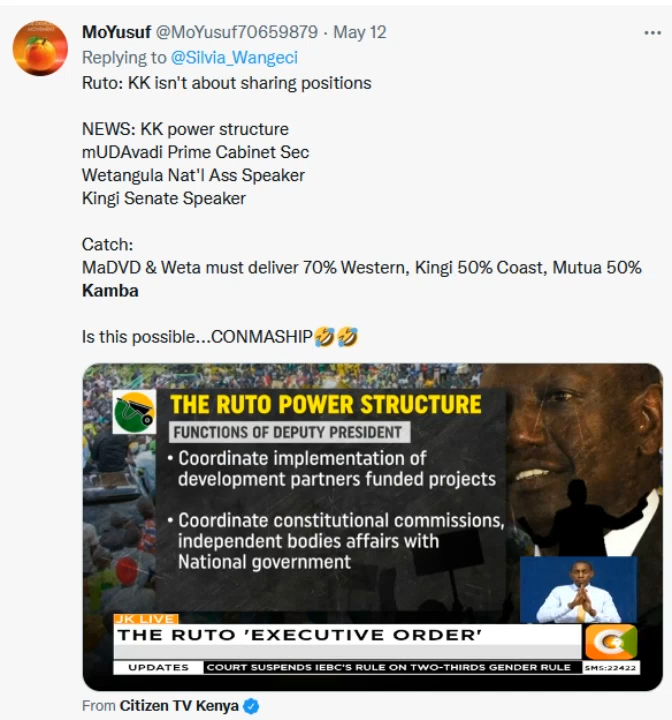 MoYusuf @MoYusuf70659879 · May 12
Replying to @Silvia_Wangeci
Ruto: KK isn't about sharing positions
NEWS: KK power structure
mUDAvadi Prime Cabinet Sec
Wetangula Nat'l Ass Speaker
Kingi Senate Speaker
Catch:
MaDVD & Weta must deliver 70% Western, Kingi 50% Coast, Mutua 50%
Kamba
Is this possible...CONMASHIP🤣🤣
THE RUTO POWER STRUCTURE
FUNCTIONS OF DEPUTY PRESIDENT
• Coordinate implementation of
development partners funded projects
• Coordinate constitutional commissions,
independent bodies affairs with
National government
JK LIVE
THE RUTO 'EXECUTIVE ORDER'
UPDATES COURT SUSPENDS IEBC'S RULE ON TWO-THIRDS GENDER RULE SMS:22422
From Citizen TV Kenya